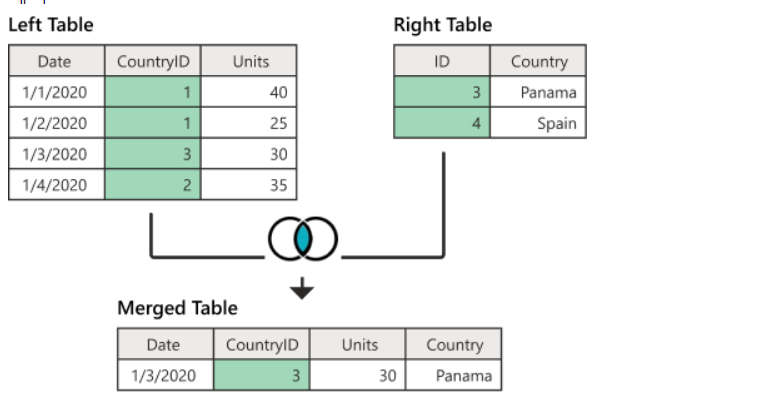 Left Table
Date CountryID Units
1/1/2020 1 40
1/2/2020 1 25
1/3/2020 3 30
1/4/2020 2 35
Right Table
ID Country
3 Panama
4 Spain
Merged Table
Date CountryID Units Country
1/3/2020 3 30 Panama